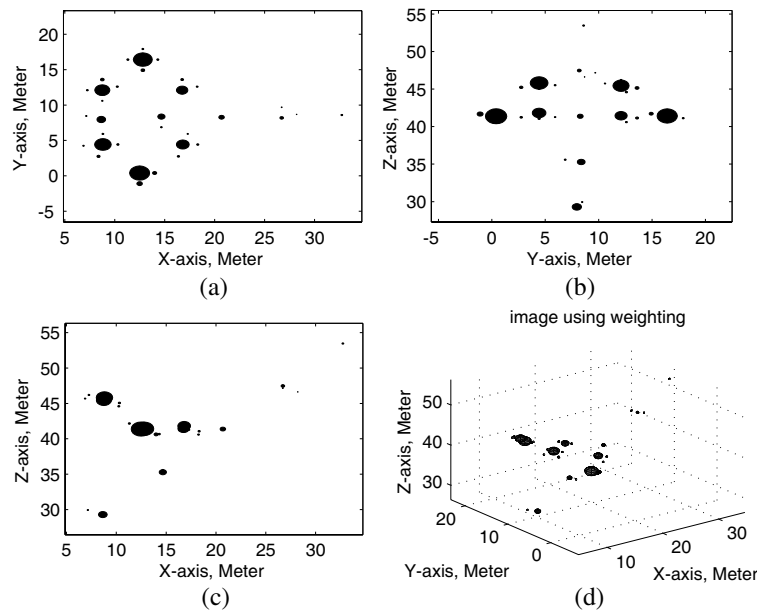 20
15
10
5
0
-5
Y-axis, Meter
5 10 15 20 25 30
X-axis, Meter
(a)
55
50
45
40
35
30
Z-axis, Meter
-5 0 5 10 15 20
Y-axis, Meter
(b)
55
50
45
40
35
30
Z-axis, Meter
5 10 15 20 25 30
X-axis, Meter
(c)
image using weighting
50
40
30
Z-axis, Meter
20
10
0
Y-axis, Meter
10
20
30
X-axis, Meter
(d)